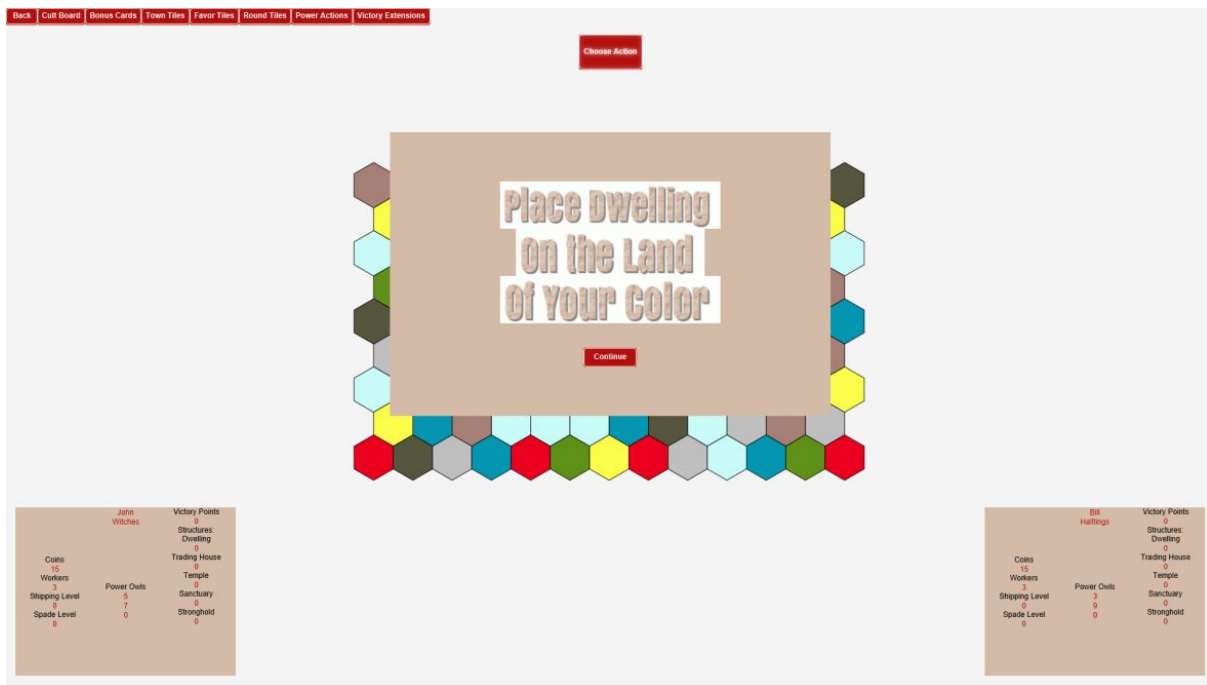 Back Cult Board Bonus Cards Town Tiles Favor Tiles Round Tiles Power Actions Victory Extensions
Choose Action
Place Dwelling
On the Land
Of Your Color
Continue
John
Witches
Victory Points
0
Structures:
Dwelling
0
Trading House
0
Temple
0
Sanctuary
0
Stronghold
0
Coins
15
Workers
3
Shipping Level
0
Spade Level
0
Power Owls
5
7
0
Bill
Halflings
Victory Points
0
Structures:
Dwelling
0
Trading House
0
Temple
0
Sanctuary
0
Stronghold
0
Coins
15
Workers
3
Shipping Level
0
Spade Level
0
Power Owls
3
9
0